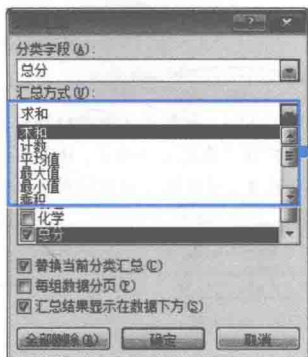 分类字段(A):
总分
汇总方式(U):
求和
求和
计数
平均值
最大值
最小值
乘积
化学
总分
替换当前分类汇总(C)
每组数据分页(P)
汇总结果显示在数据下方(S)
全部删除(R)
确定
取消